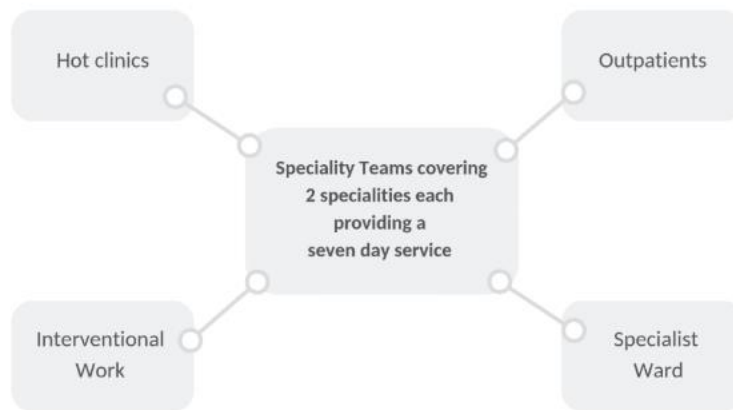 Hot clinics
Outpatients
Speciality Teams covering
2 specialities each
providing a
seven day service
Interventional
Work
Specialist
Ward